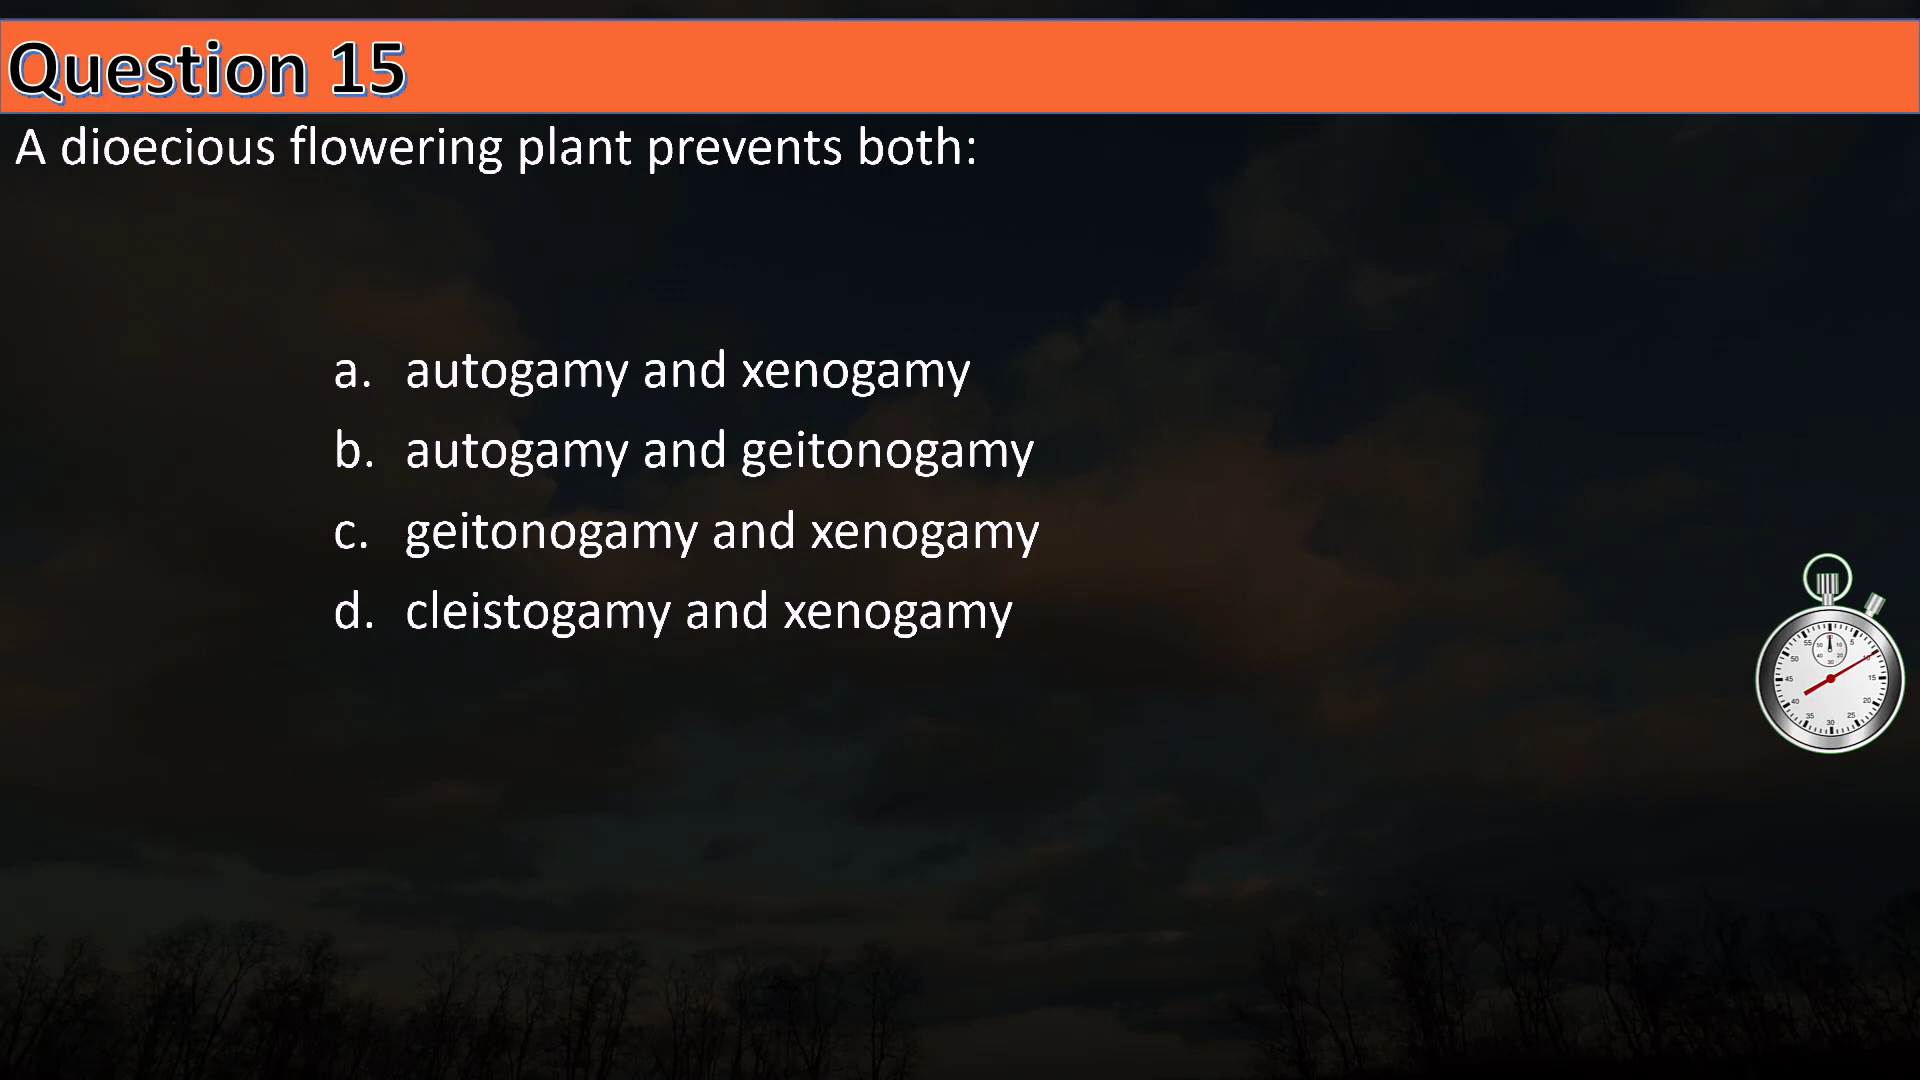 Question 15
A dioecious flowering plant prevents both:
a. autogamy and xenogamy
b. autogamy and geitonogamy
c. geitonogamy and xenogamy
d. cleistogamy and xenogamy